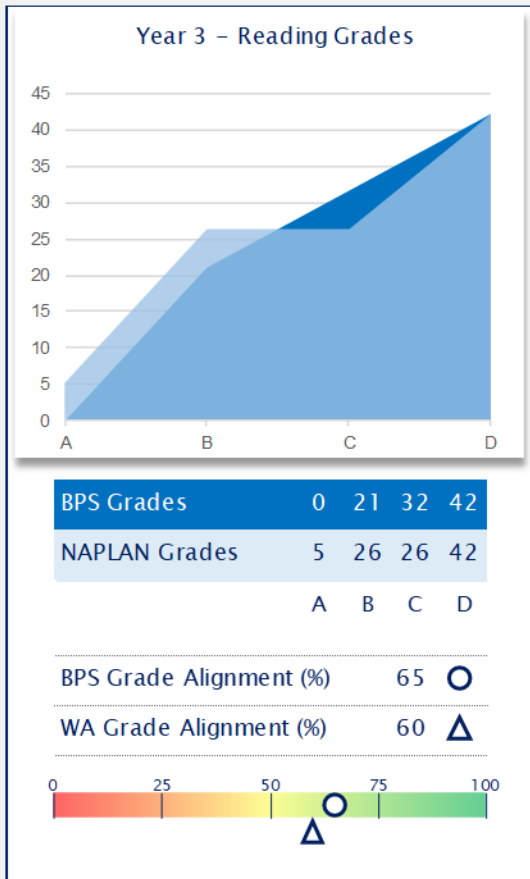 Year 3 – Reading Grades
45
40
35
30
25
20
15
10
5
0
A B C D
BPS Grades 0 21 32 42
NAPLAN Grades 5 26 26 42
A B C D
BPS Grade Alignment (%) 65
WA Grade Alignment (%) 60
0 25 50 75 100